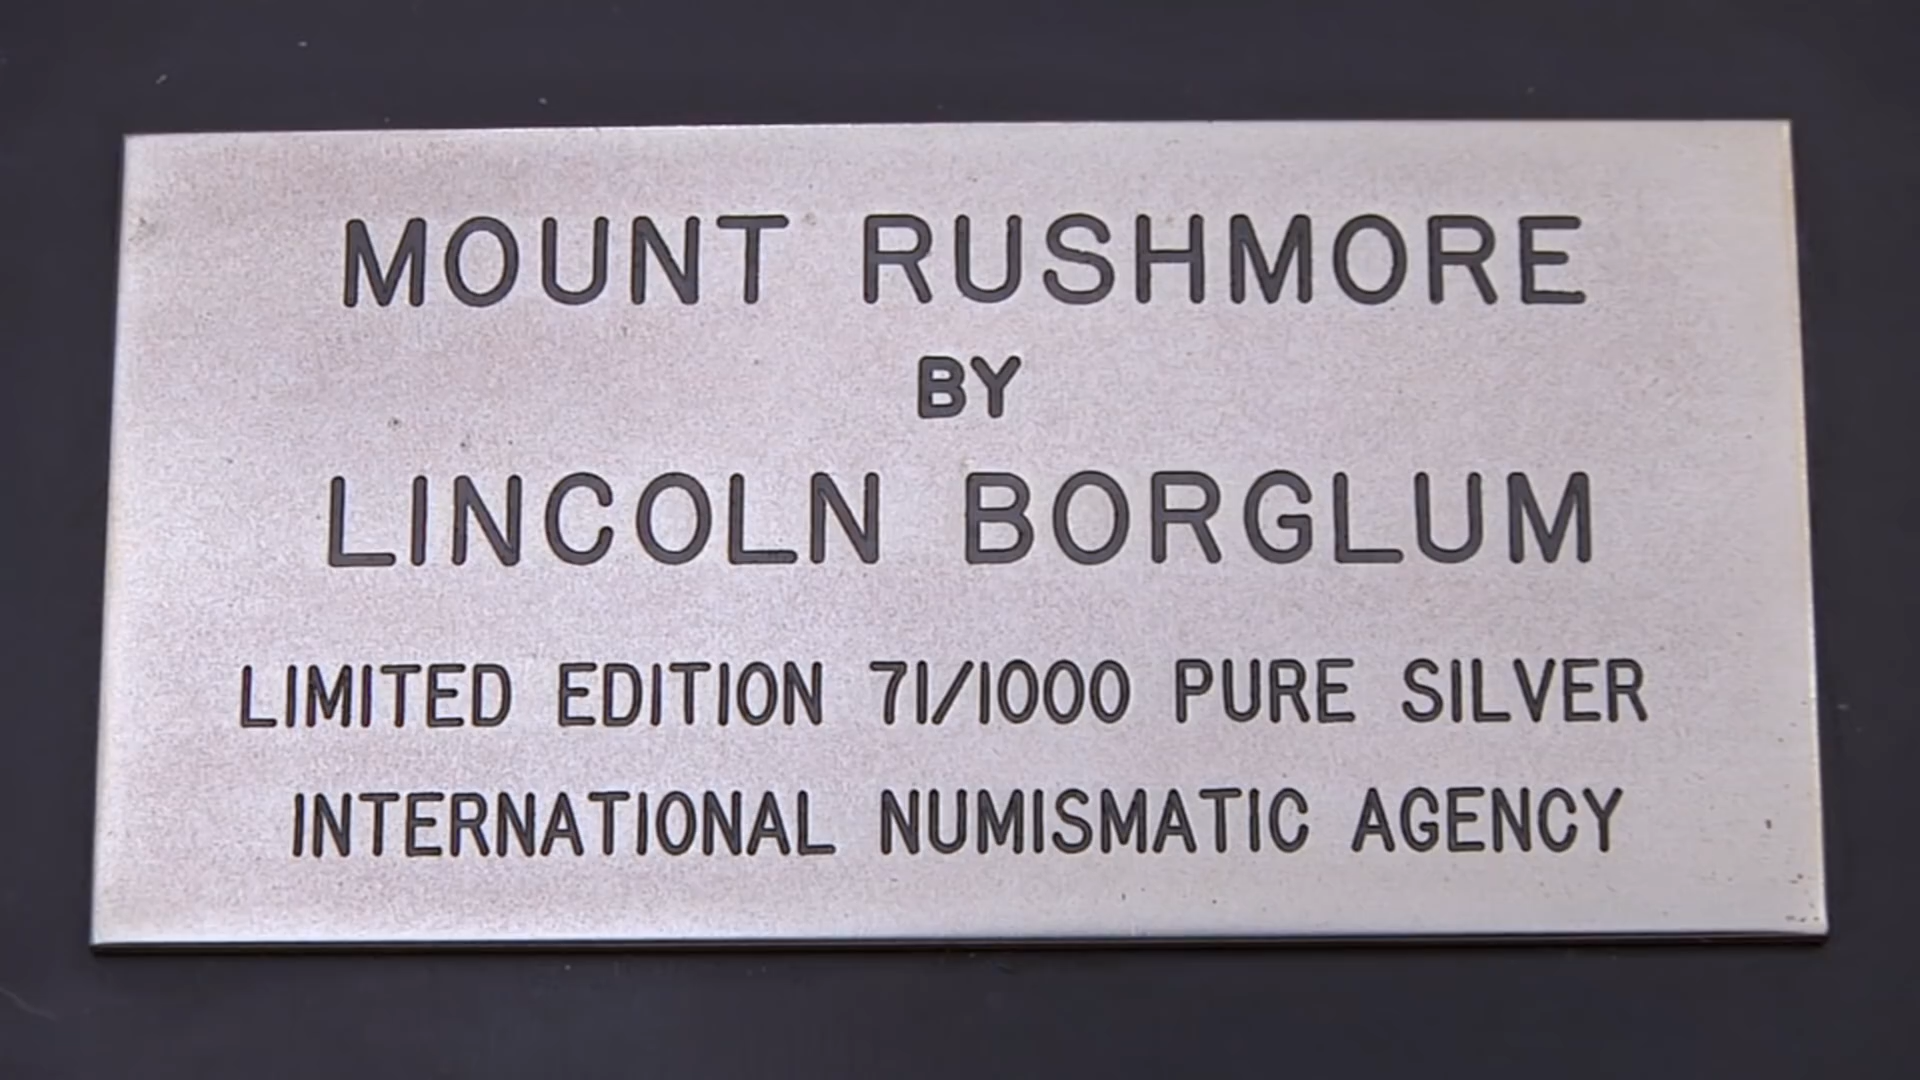 MOUNT RUSHMORE
BY
LINCOLN BORGLUM
LIMITED EDITION 71/1000 PURE SILVER
INTERNATIONAL NUMISMATIC AGENCY